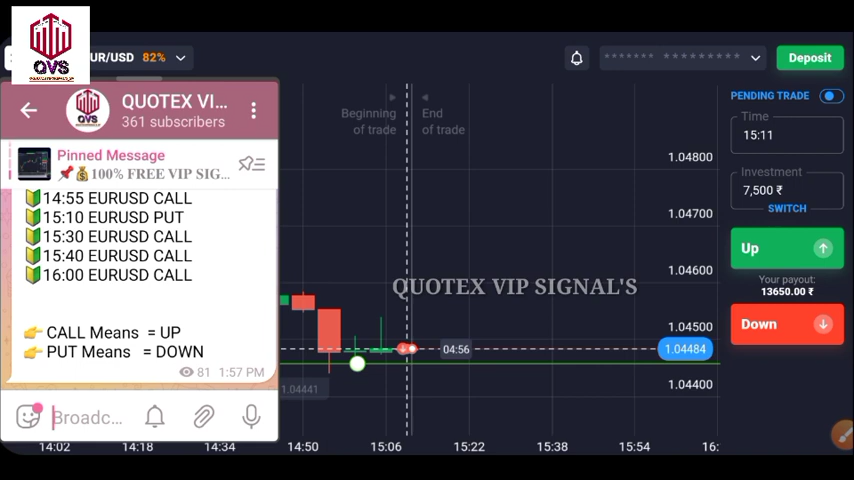 QVS
UR/USD 82%
******* **********
Deposit
QUOTEX VI...
361 subscribers
QVS
Pinned Message
📌💰100% FREE VIP SIG...
🔰14:55 EURUSD CALL
🔰15:10 EURUSD PUT
🔰15:30 EURUSD CALL
🔰15:40 EURUSD CALL
🔰16:00 EURUSD CALL
👉 CALL Means = UP
👉 PUT Means = DOWN
81 1:57 PM
Broadc...
Beginning
of trade
End
of trade
QUOTEX VIP SIGNAL'S
04:56
1.04441
1.04800
1.04700
1.04600
1.04500
1.04484
1.04400
14:02 14:18 14:34 14:50 15:06 15:22 15:38 15:54 16:
PENDING TRADE
Time
15:11
Investment
7,500 ₹
SWITCH
Up
Your payout:
13650.00 ₹
Down